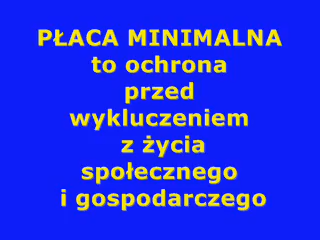 PŁACA MINIMALNA
to ochrona
przed
wykluczeniem
z życia
społecznego
i gospodarczego